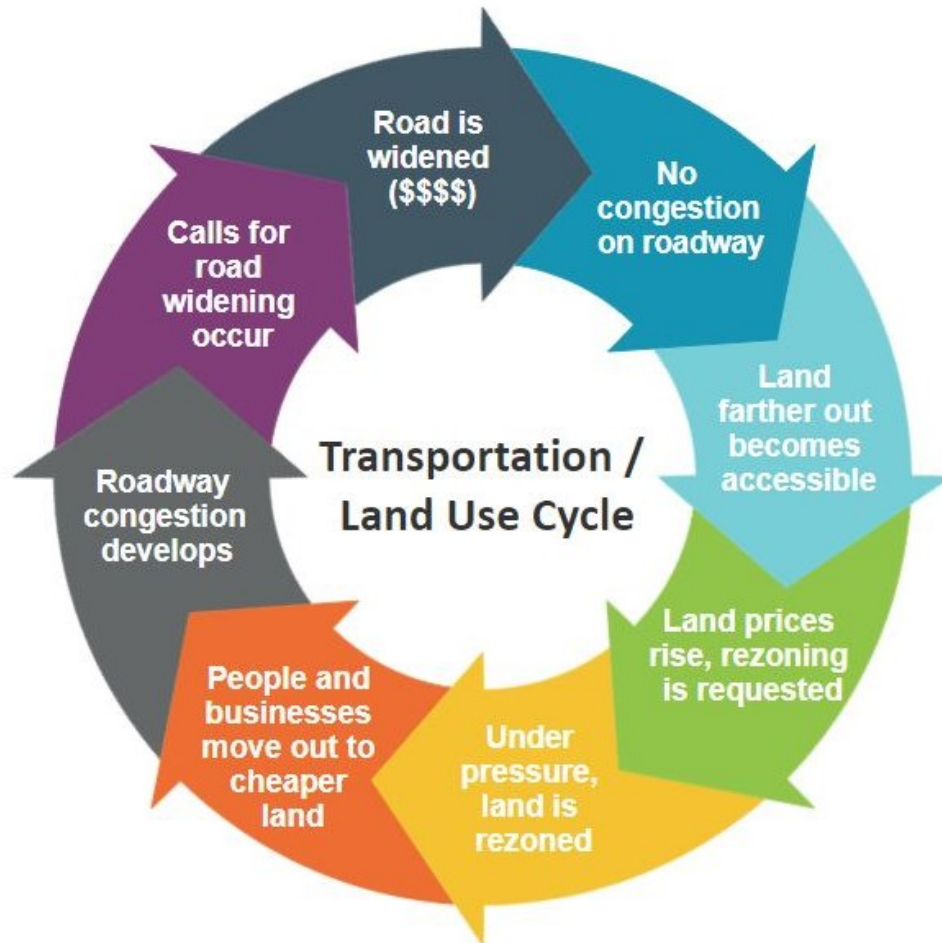 Road is
widened
($$$$)
No
congestion
on roadway
Land
farther out
becomes
accessible
Land prices
rise, rezoning
is requested
Under
pressure,
land is
rezoned
People and
businesses
move out to
cheaper
land
Roadway
congestion
develops
Calls for
road
widening
occur
Transportation /
Land Use Cycle